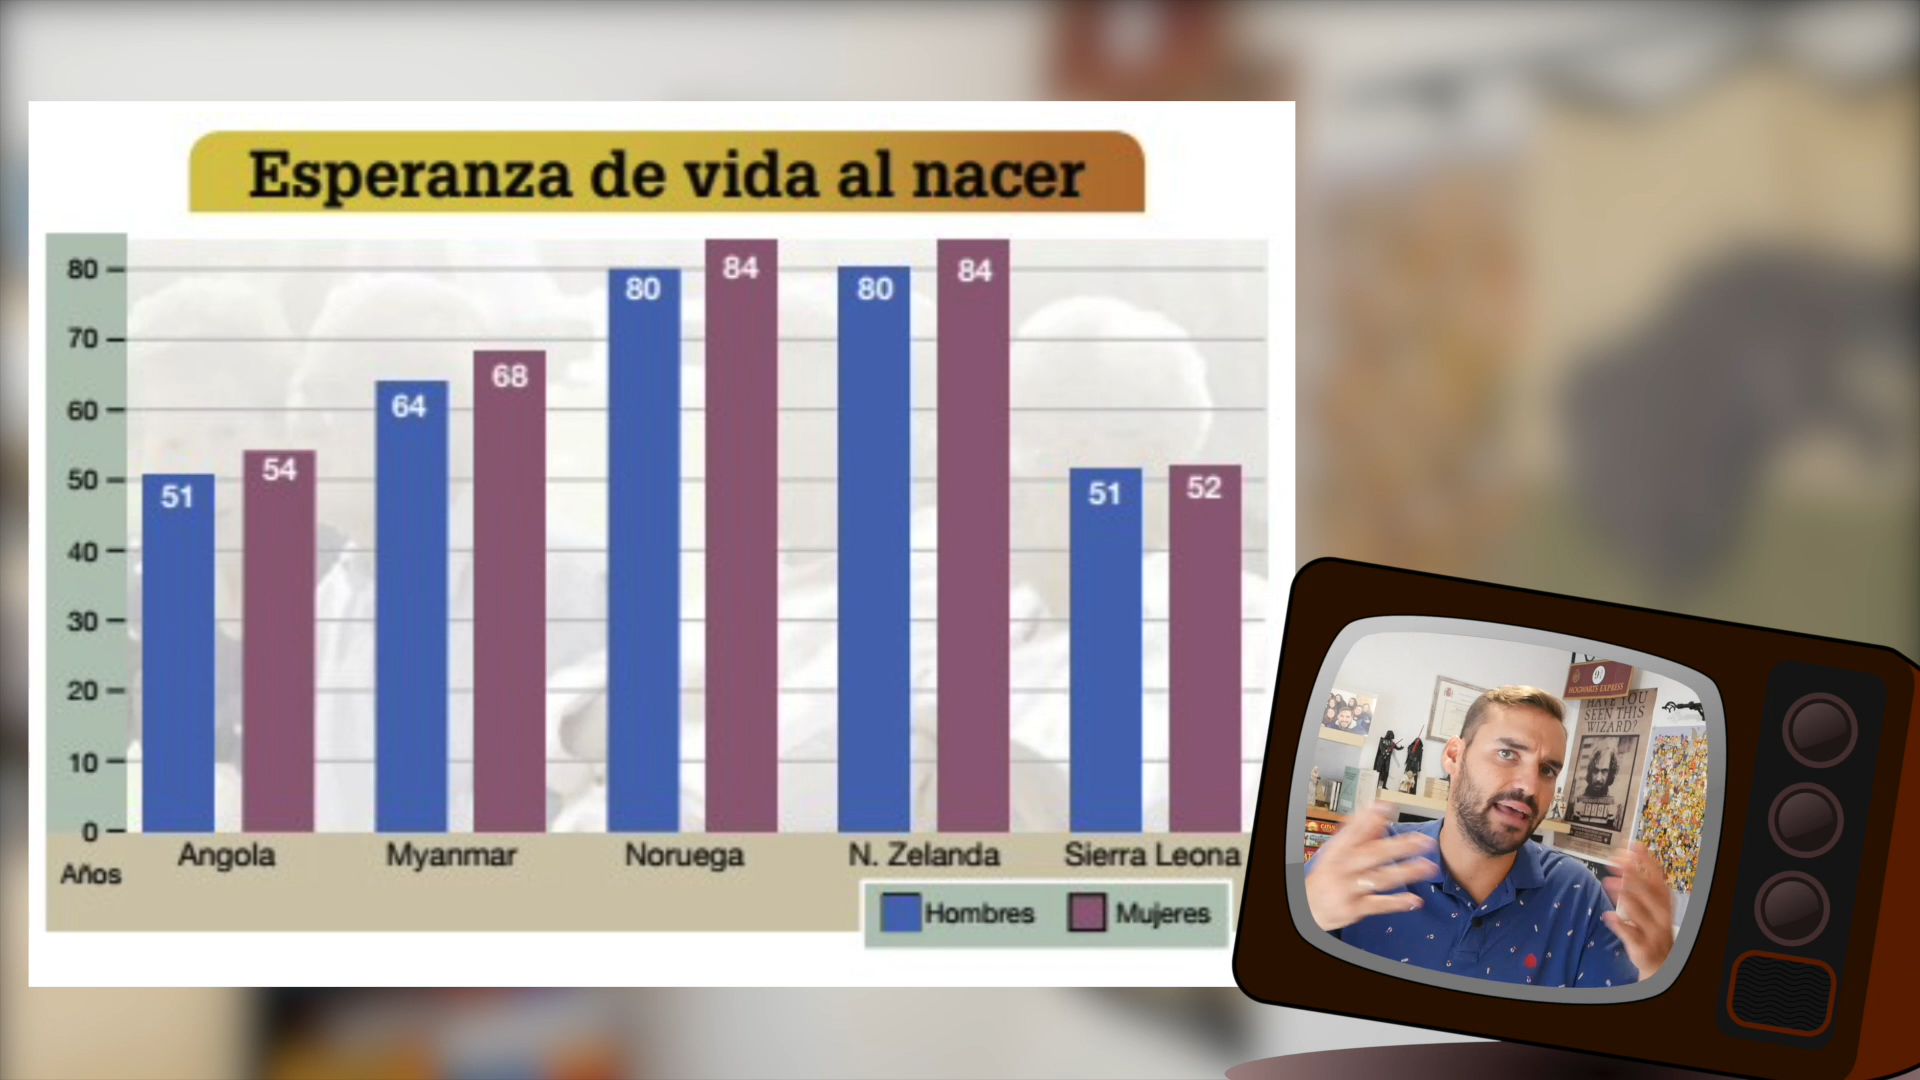 Esperanza de vida al nacer
80
70
60
50
40
30
20
10
0
Años
51
54
64
68
80
84
80
84
51
52
Angola
Myanmar
Noruega
N. Zelanda
Sierra Leona
Hombres
Mujeres
HOGWARTS EXPRESS
HAVE YOU
SEEN THIS
WIZARD?